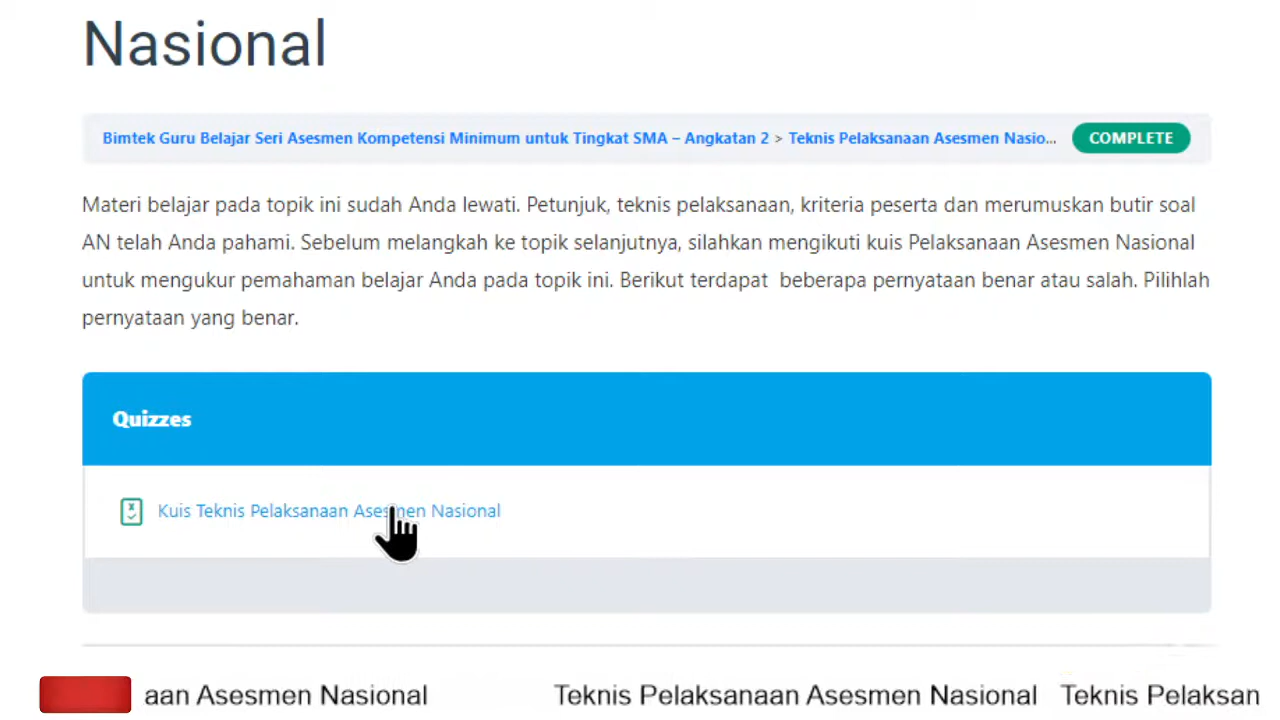 Nasional
Bimtek Guru Belajar Seri Asesmen Kompetensi Minimum untuk Tingkat SMA – Angkatan 2 > Teknis Pelaksanaan Asesmen Nasio... COMPLETE
Materi belajar pada topik ini sudah Anda lewati. Petunjuk, teknis pelaksanaan, kriteria peserta dan merumuskan butir soal
AN telah Anda pahami. Sebelum melangkah ke topik selanjutnya, silahkan mengikuti kuis Pelaksanaan Asesmen Nasional
untuk mengukur pemahaman belajar Anda pada topik ini. Berikut terdapat beberapa pernyataan benar atau salah. Pilihlah
pernyataan yang benar.
Quizzes
Kuis Teknis Pelaksanaan Asesmen Nasional
aan Asesmen Nasional Teknis Pelaksanaan Asesmen Nasional Teknis Pelaksan